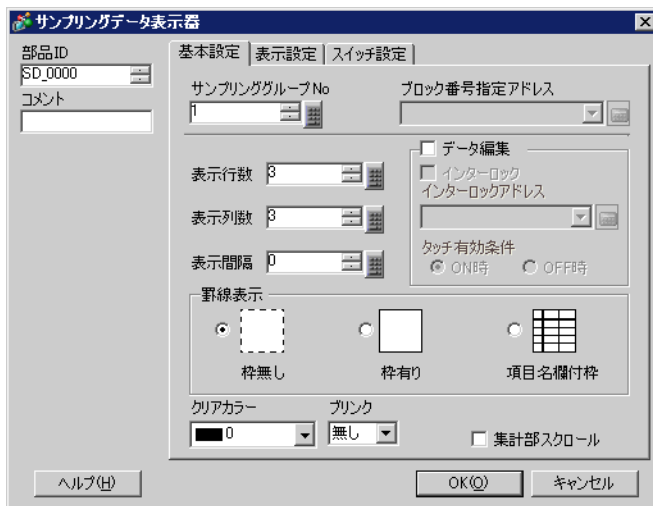 サンプリングデータ表示器
部品ID
SD_0000
コメント
基本設定 表示設定 スイッチ設定
サンプリンググループNo
1
ブロック番号指定アドレス
表示行数 3
表示列数 3
表示間隔 0
データ編集
インターロック
インターロックアドレス
タッチ有効条件
ON時 OFF時
罫線表示
枠無し 枠有り 項目名欄付枠
クリアカラー
0
ブリンク
無し
集計部スクロール
ヘルプ(H) OK(O) キャンセル